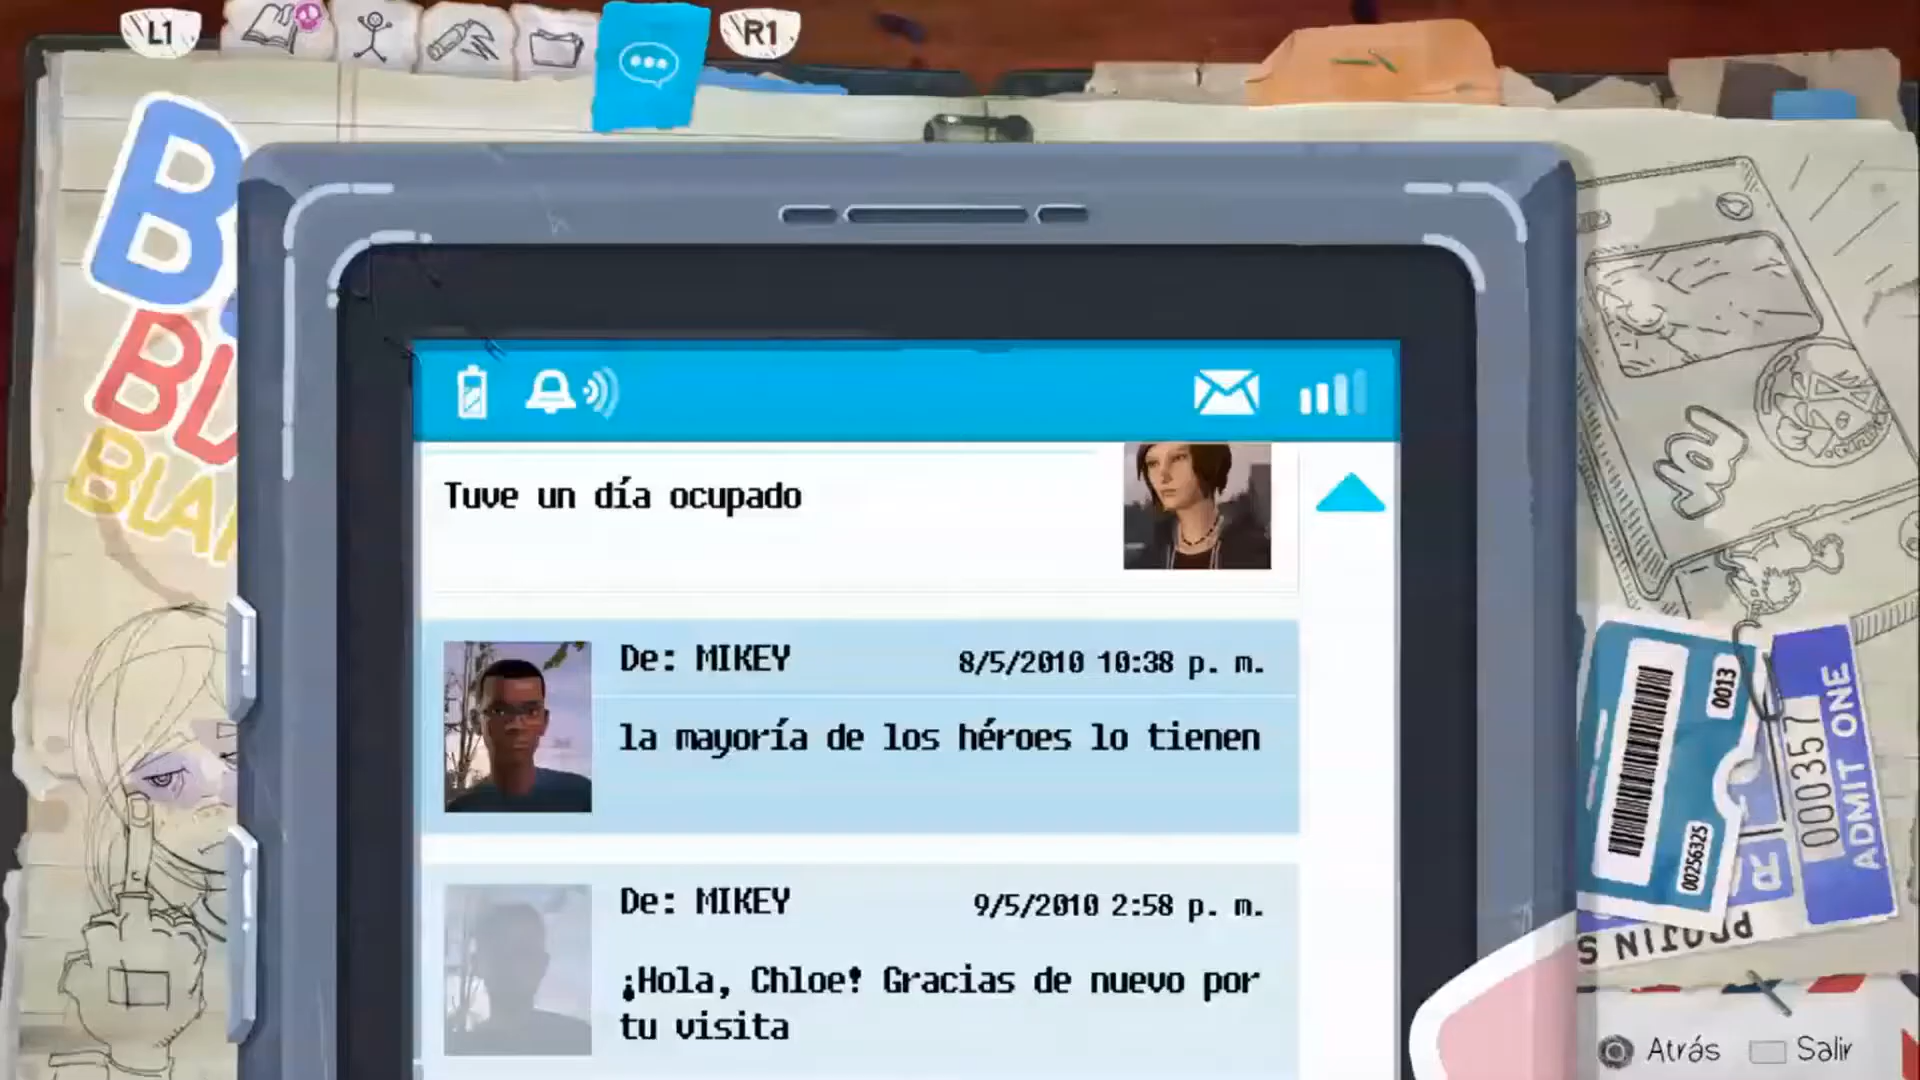 L1
R1
BLA
Tuve un día ocupado
De: MIKEY 8/5/2010 10:38 p. m.
la mayoría de los héroes lo tienen
De: MIKEY 9/5/2010 2:58 p. m.
¡Hola, Chloe! Gracias de nuevo por
tu visita
0013
00256325
000357
ADMIT ONE
Atrás
Salir